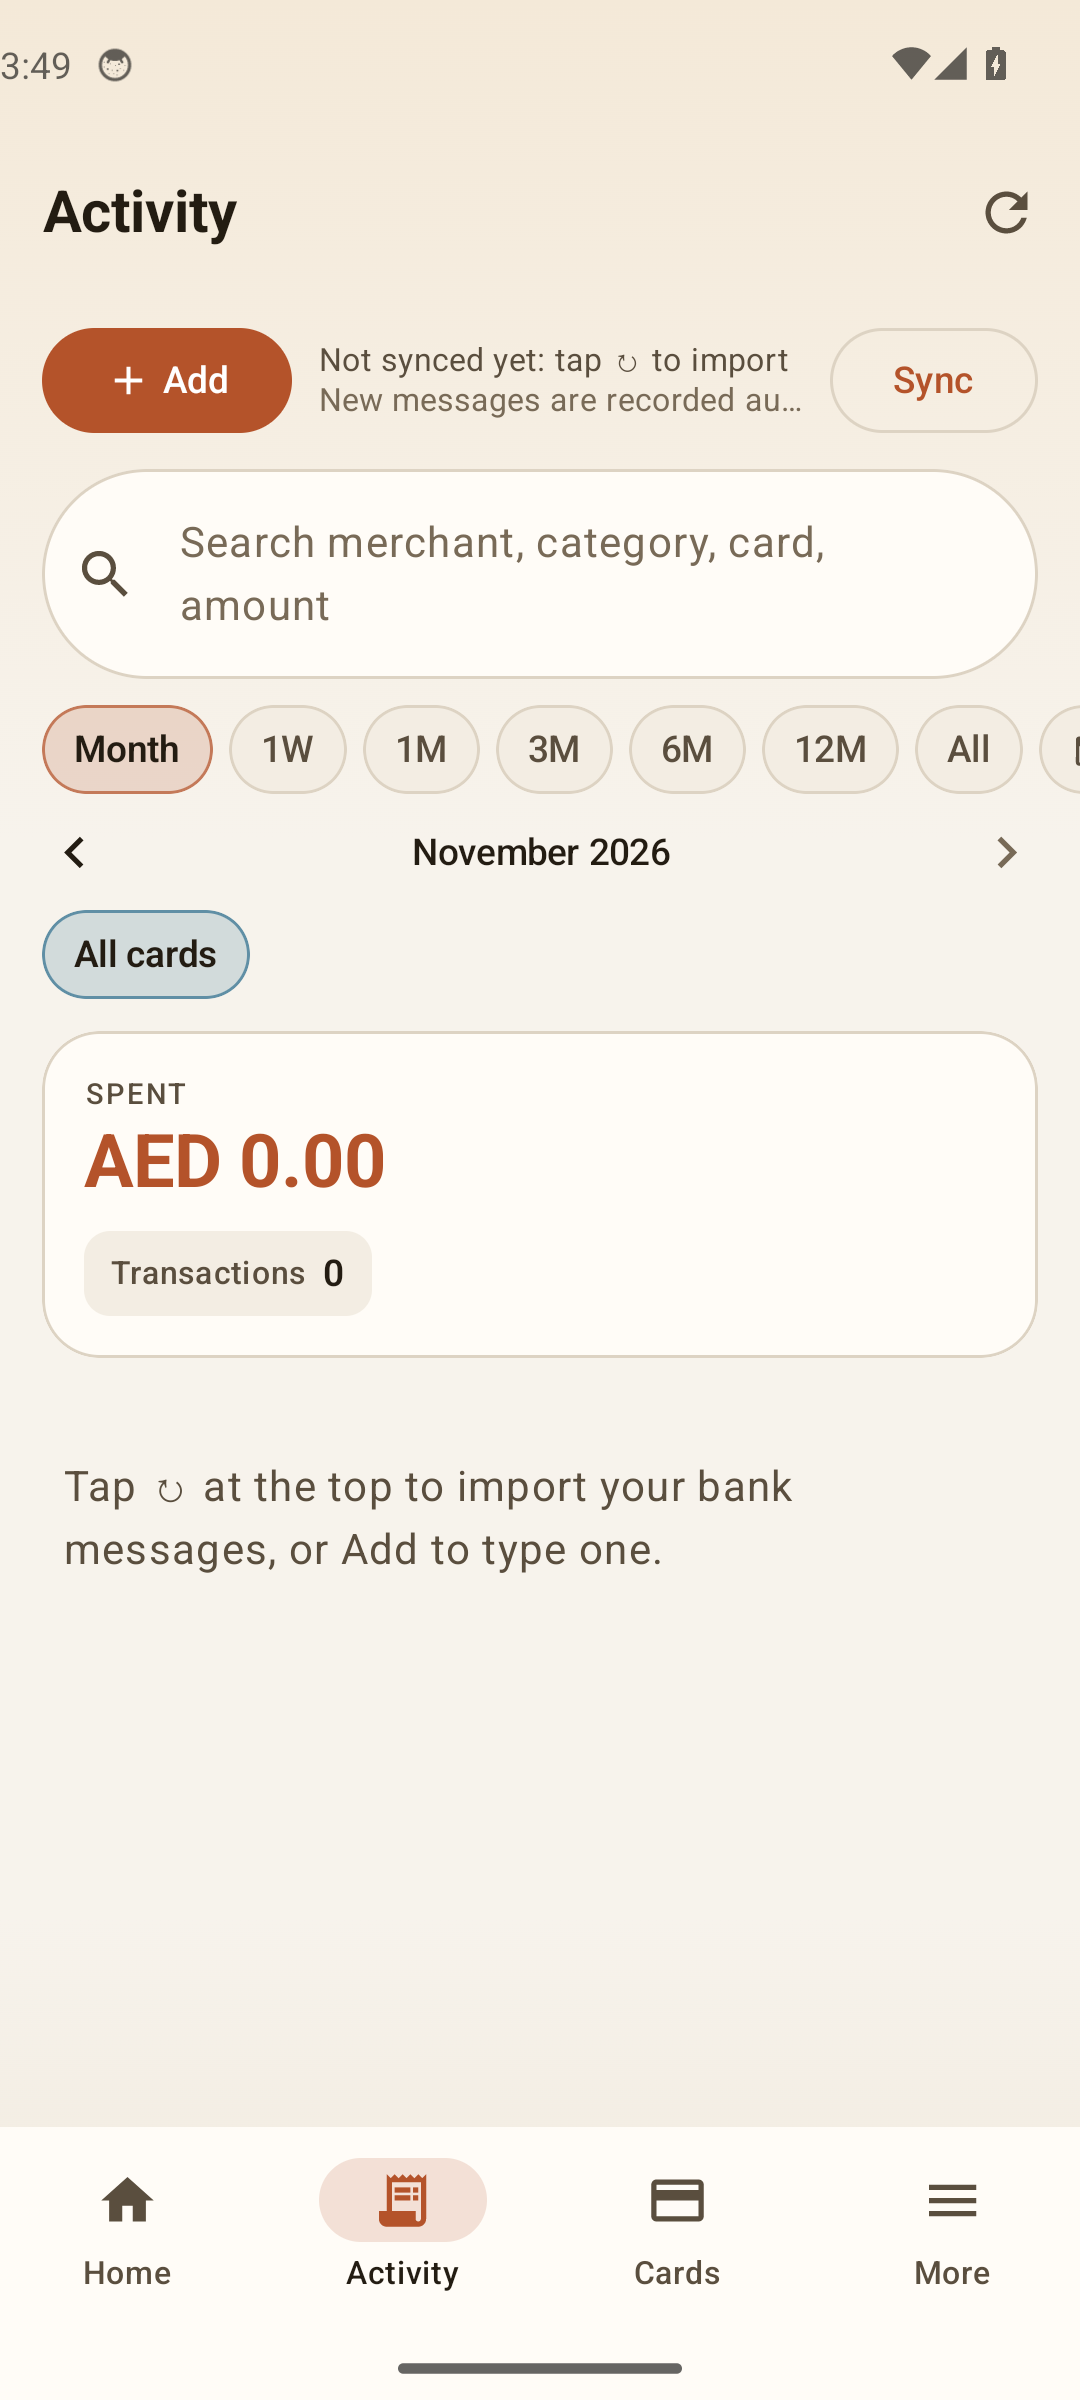 3:49
Activity
+ Add
Not synced yet: tap ↻ to import
New messages are recorded au...
Sync
Search merchant, category, card,
amount
Month 1W 1M 3M 6M 12M All
November 2026
All cards
SPENT
AED 0.00
Transactions 0
Tap ↻ at the top to import your bank
messages, or Add to type one.
Home Activity Cards More